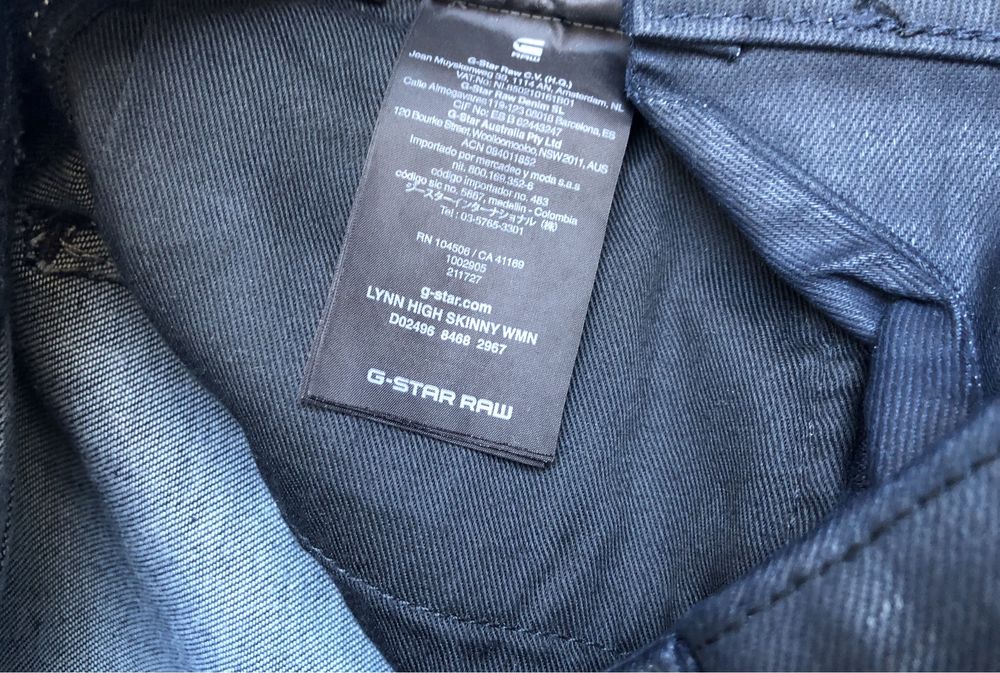 RAW
G-Star Raw C.V. (H.Q.)
Joan Muyskenweg 39, 1114 AN, Amsterdam, NL
VAT.No: NL850210161B01
G-Star Raw Denim SL
Calle Almogavares 119-123 08018 Barcelona, ES
CIF No: ES B 62443247
G-Star Australia Pty Ltd
120 Bourke Street, Woolloomooloo, NSW2011, AUS
ACN 084011852
Importado por mercadeo y moda s.a.s
nit. 800.169.352-6
código importador no. 483
código sic no. 5687, medellin - Colombia
ジースターインターナショナル（株）
Tel : 03-5765-3301
RN 104506 / CA 41189
1002905
211727
g-star.com
LYNN HIGH SKINNY WMN
D02496 8468 2967
G-STAR RAW